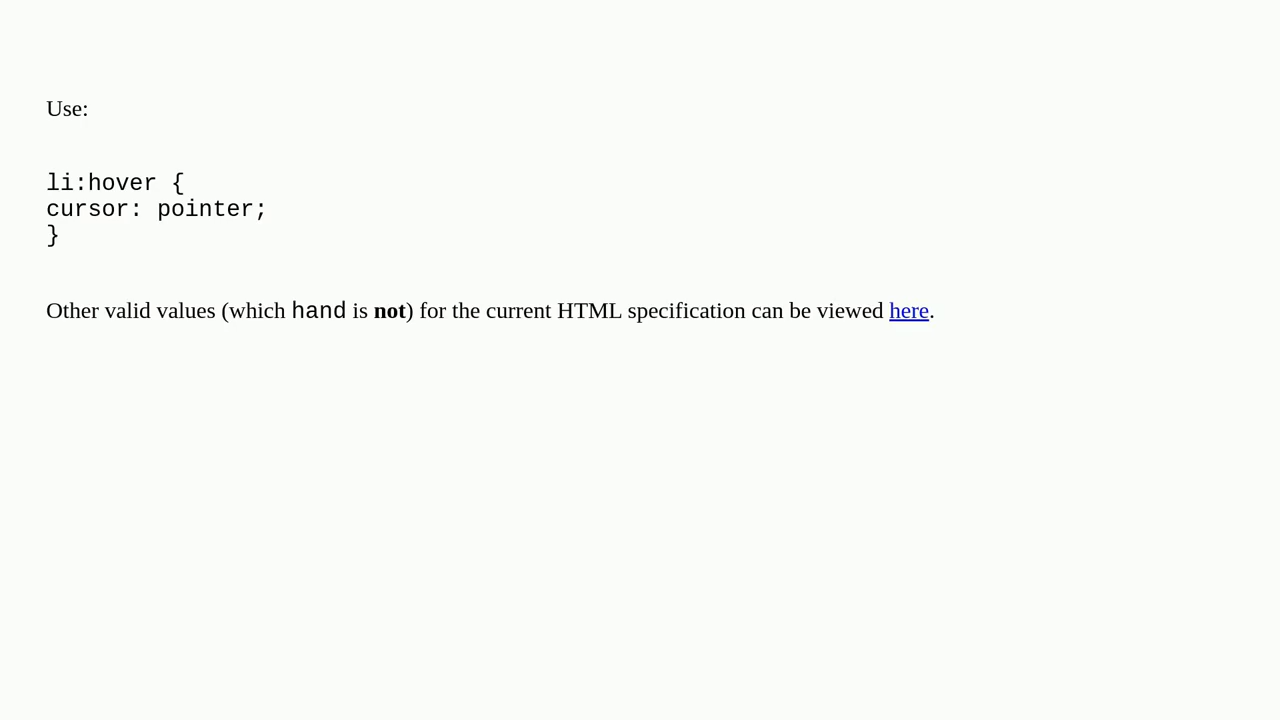 Use:
li:hover {
cursor: pointer;
}
Other valid values (which hand is not) for the current HTML specification can be viewed here.